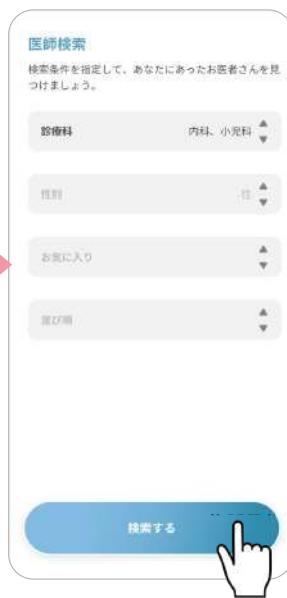 医師検索
検索条件を指定して、あなたにあったお医者さんを見
つけましょう。
診療科 内科、小児科
性別
お気に入り
並び順
検索する